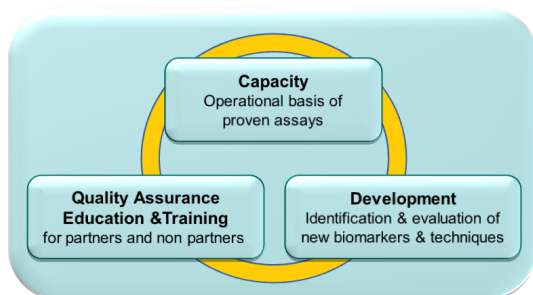 Capacity
Operational basis of
proven assays
Quality Assurance
Education &Training
for partners and non partners
Development
Identification & evaluation of
new biomarkers & techniques